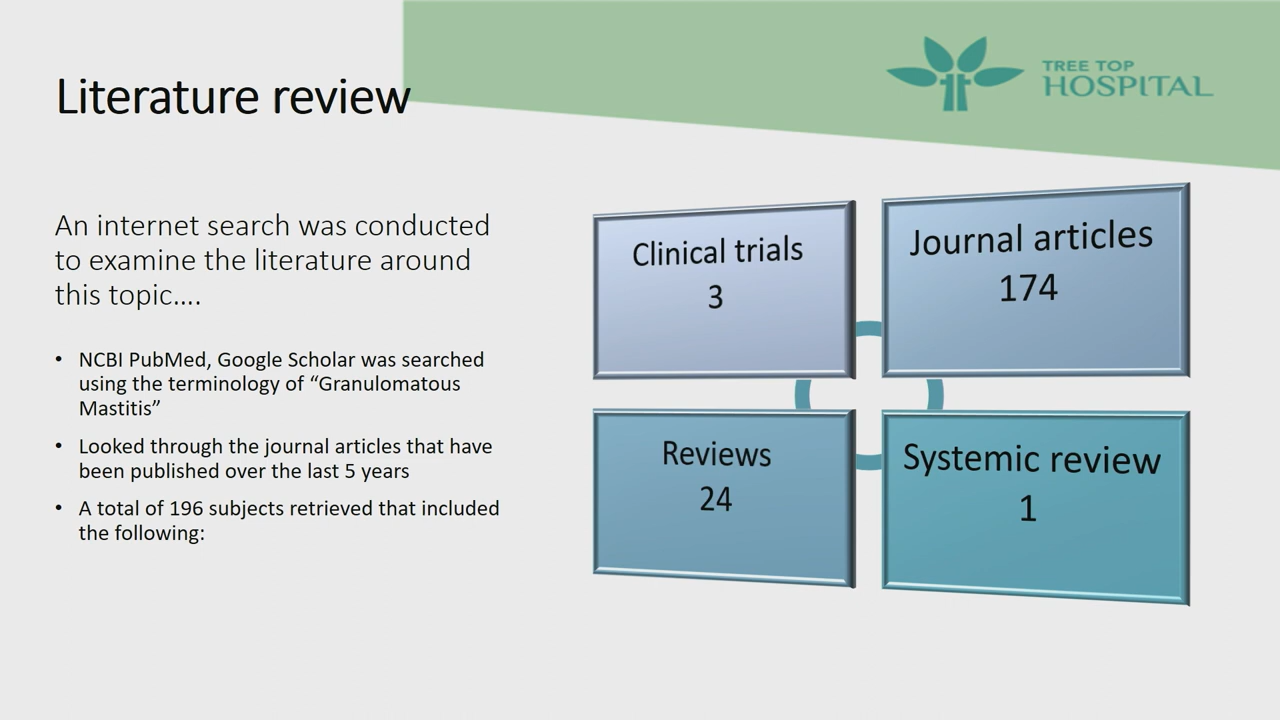 TREE TOP
HOSPITAL
Literature review
An internet search was conducted
to examine the literature around
this topic....
• NCBI PubMed, Google Scholar was searched
using the terminology of “Granulomatous
Mastitis”
• Looked through the journal articles that have
been published over the last 5 years
• A total of 196 subjects retrieved that included
the following:
Clinical trials
3
Journal articles
174
Reviews
24
Systemic review
1